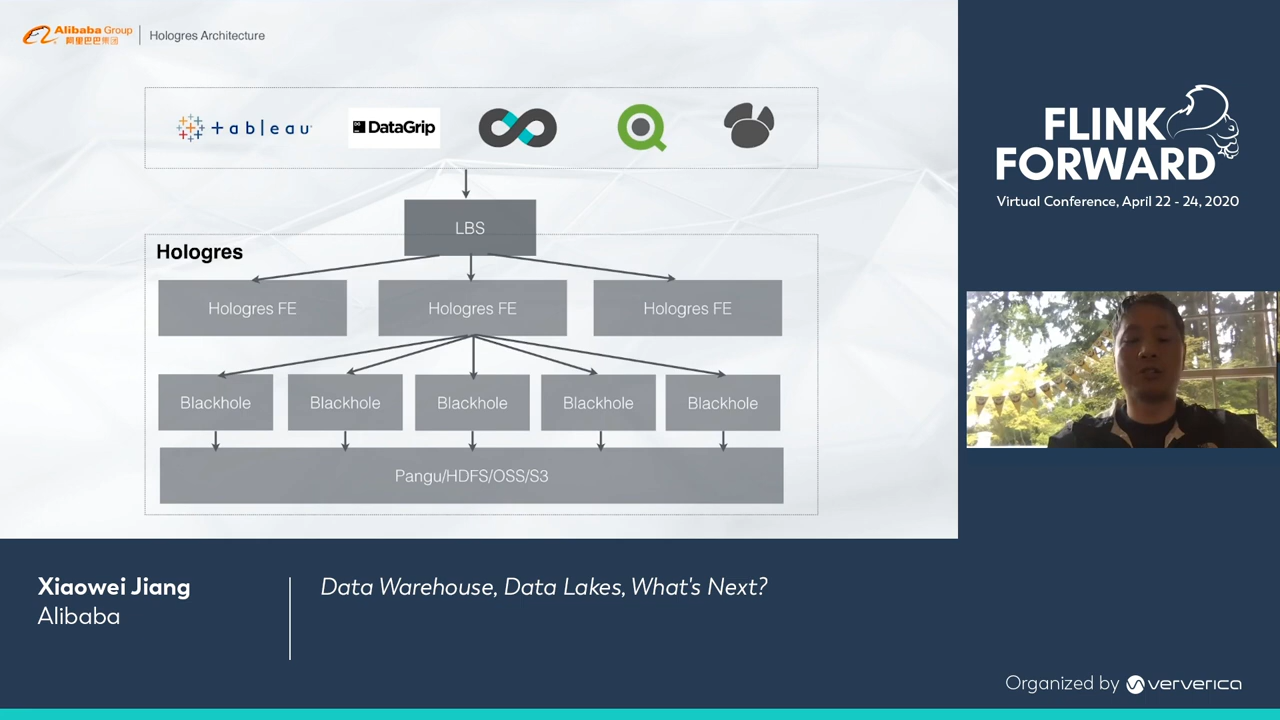 Alibaba Group
阿里巴巴集团
Hologres Architecture
tableau
DataGrip
LBS
Hologres
Hologres FE
Hologres FE
Hologres FE
Blackhole
Blackhole
Blackhole
Blackhole
Blackhole
Pangu/HDFS/OSS/S3
FLINK
FORWARD
Virtual Conference, April 22 - 24, 2020
Xiaowei Jiang
Alibaba
Data Warehouse, Data Lakes, What's Next?
Organized by ververica